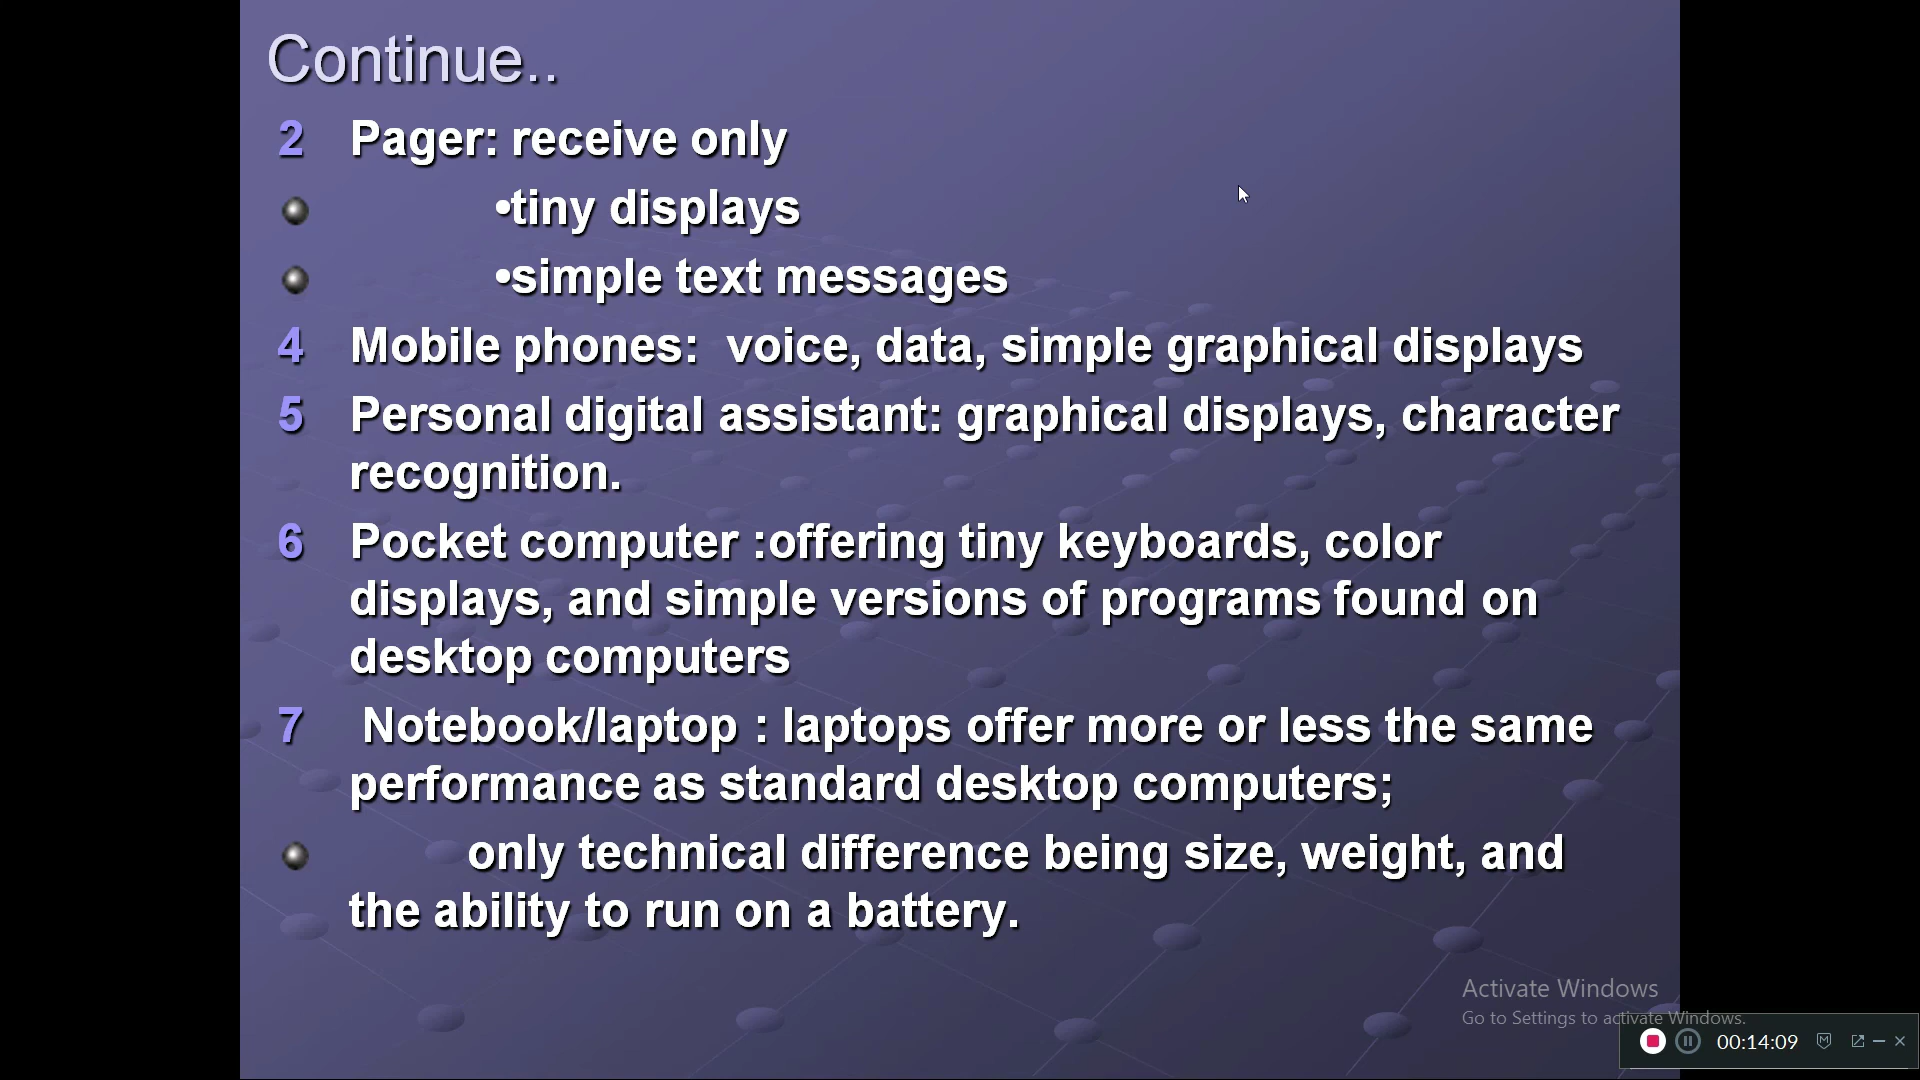 Continue..
2 Pager: receive only
•tiny displays
•simple text messages
4 Mobile phones: voice, data, simple graphical displays
5 Personal digital assistant: graphical displays, character
recognition.
6 Pocket computer :offering tiny keyboards, color
displays, and simple versions of programs found on
desktop computers
7 Notebook/laptop : laptops offer more or less the same
performance as standard desktop computers;
only technical difference being size, weight, and
the ability to run on a battery.
Activate Windows
Go to Settings to activate Windows.
00:14:09